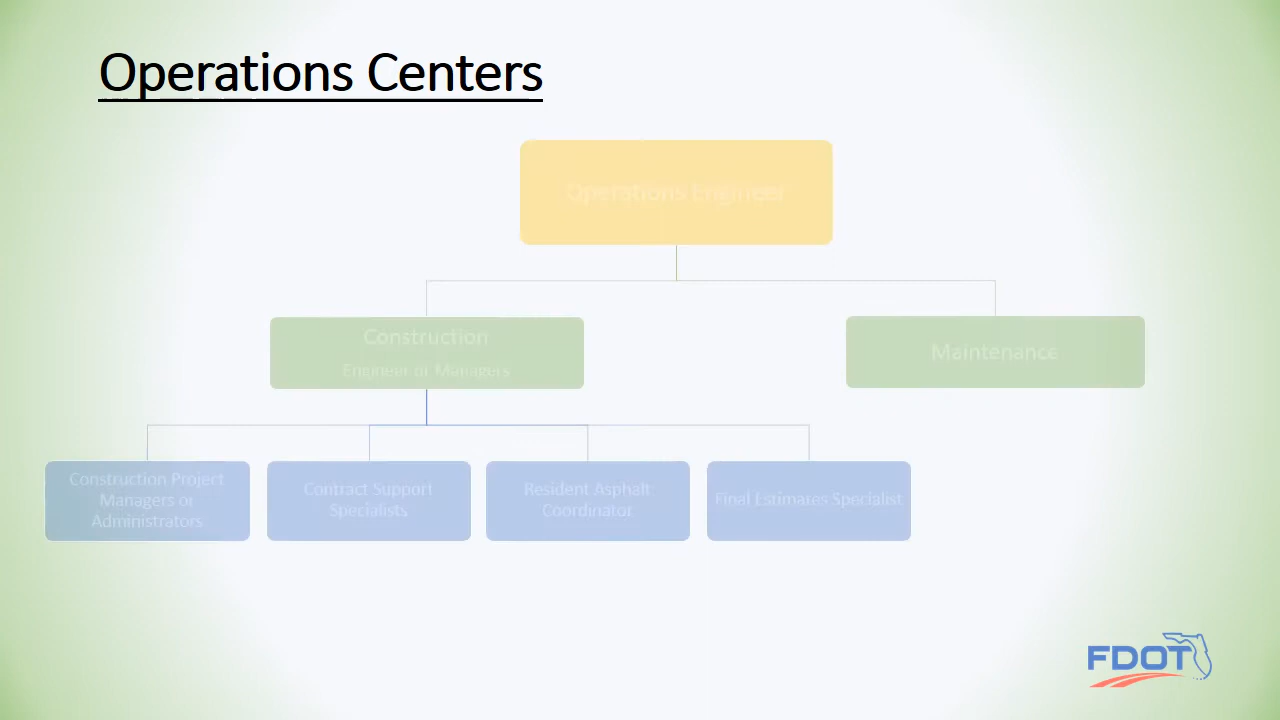 Operations Centers
Operations Engineer
Construction
Engineer or Managers
Maintenance
Construction Project
Managers or
Administrators
Contract Support
Specialists
Resident Asphalt
Coordinator
Final Estimates Specialist
FDOT